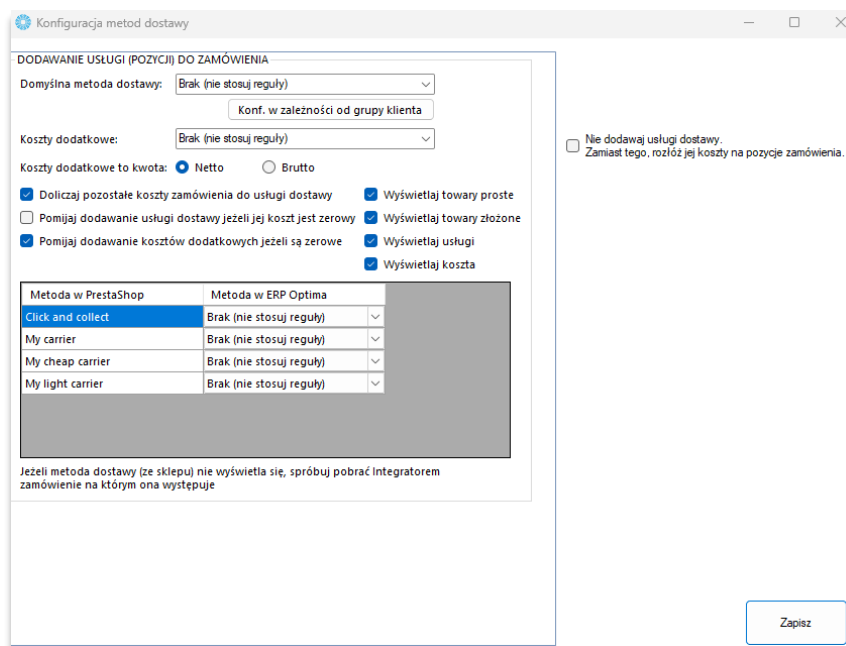 Konfiguracja metod dostawy
DODAWANIE USŁUGI (POZYCJI) DO ZAMÓWIENIA
Domyślna metoda dostawy: Brak (nie stosuj reguły)
Konf. w zależności od grupy klienta
Koszty dodatkowe: Brak (nie stosuj reguły)
Koszty dodatkowe to kwota: Netto Brutto
Doliczaj pozostałe koszty zamówienia do usługi dostawy Wyświetlaj towary proste
Pomijaj dodawanie usługi dostawy jeżeli jej koszt jest zerowy Wyświetlaj towary złożone
Pomijaj dodawanie kosztów dodatkowych jeżeli są zerowe Wyświetlaj usługi
Wyświetlaj koszta
Metoda w PrestaShop Metoda w ERP Optima
Click and collect Brak (nie stosuj reguły)
My carrier Brak (nie stosuj reguły)
My cheap carrier Brak (nie stosuj reguły)
My light carrier Brak (nie stosuj reguły)
Jeżeli metoda dostawy (ze sklepu) nie wyświetla się, spróbuj pobrać Integratorem
zamówienie na którym ona występuje
Nie dodawaj usługi dostawy.
Zamiast tego, rozłóż jej koszty na pozycje zamówienia.
Zapisz